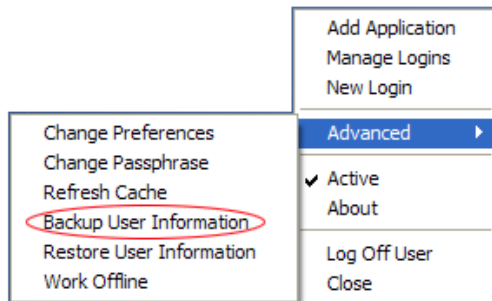 Add Application
Manage Logins
New Login
Advanced
Active
About
Log Off User
Close
Change Preferences
Change Passphrase
Refresh Cache
Backup User Information
Restore User Information
Work Offline